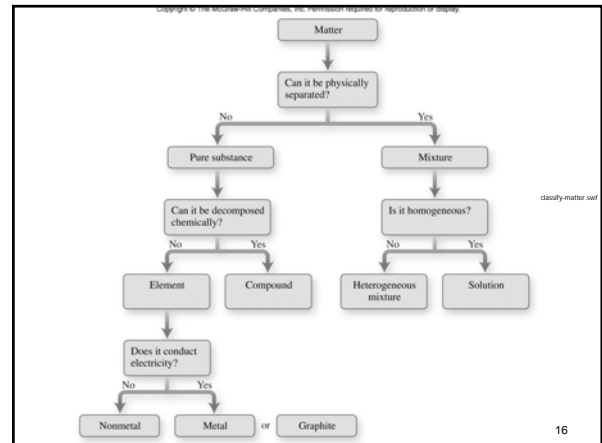 Copyright © The McGraw-Hill Companies, Inc. Permission required for reproduction or display.
Matter
Can it be physically
separated?
No Yes
Pure substance Mixture
classify-matter.swf
Can it be decomposed
chemically?
Is it homogeneous?
No Yes No Yes
Element Compound Heterogeneous
mixture
Solution
Does it conduct
electricity?
No Yes
Nonmetal Metal or Graphite
16